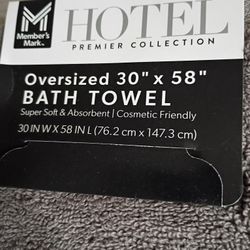 HOTEL
Member's
Mark™
PREMIER COLLECTION
Oversized 30" x 58"
BATH TOWEL
Super Soft & Absorbent | Cosmetic Friendly
30 IN W X 58 IN L (76.2 cm x 147.3 cm)